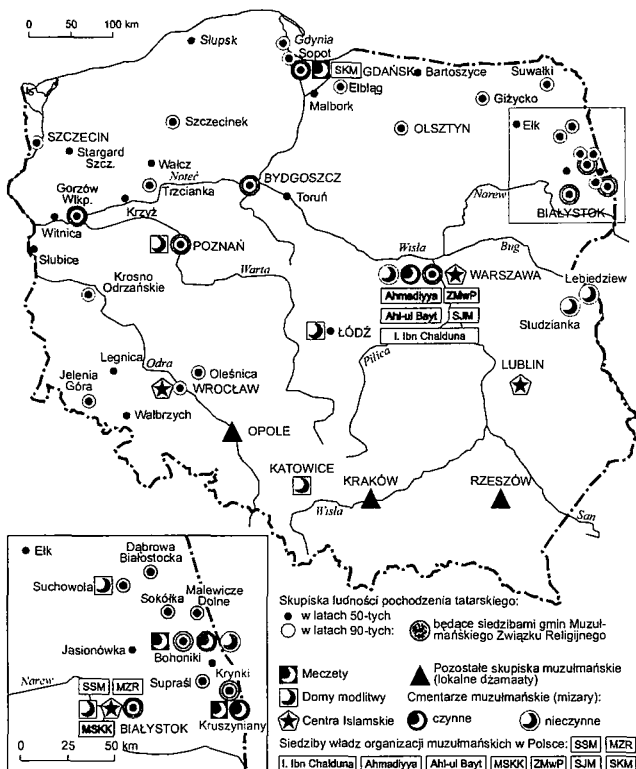 0 50 100 km
Słupsk
Gdynia
Sopot
SKM GDAŃSK
Bartoszyce
Suwałki
Elbląg
Malbork
Giżycko
Szczecinek
OLSZTYN
Ełk
SZCZECIN
Stargard
Szcz.
Wałcz
Noteć
Trzcianka
BYDGOSZCZ
Toruń
Narew
BIAŁYSTOK
Gorzów
Wlkp.
Krzyż
Witnica
Słubice
POZNAŃ
Warta
Wisła
Bug
WARSZAWA
Lebiedziew
Studzianka
Ahmadiyya ZMwP
Ahl-ul Bayt SJM
I. Ibn Chalduna
Krosno
Odrzańskie
ŁÓDŹ
Pilica
Legnica
Odra
Oleśnica
WROCŁAW
Jelenia
Góra
Wałbrzych
LUBLIN
OPOLE
KATOWICE
KRAKÓW
RZESZÓW
Wisła
San
Ełk
Dąbrowa
Białostocka
Suchowola
Sokółka
Malewicze
Dolne
Jasionówka
Bohoniki
Krynki
Supraśl
Narew
SSM MZR
MSKK BIAŁYSTOK
Kruszyniany
0 25 50 km
Skupiska ludności pochodzenia tatarskiego:
w latach 50-tych
w latach 90-tych:
będące siedzibami gmin Muzuł-
mańskiego Związku Religijnego
Meczety
Domy modlitwy
Centra Islamskie
Pozostałe skupiska muzułmańskie
(lokalne dżamaaty)
Cmentarze muzułmańskie (mizary):
czynne
nieczynne
Siedziby władz organizacji muzułmańskich w Polsce: SSM MZR
I. Ibn Chalduna Ahmadiyya Ahl-ul Bayt MSKK ZMwP SJM SKM